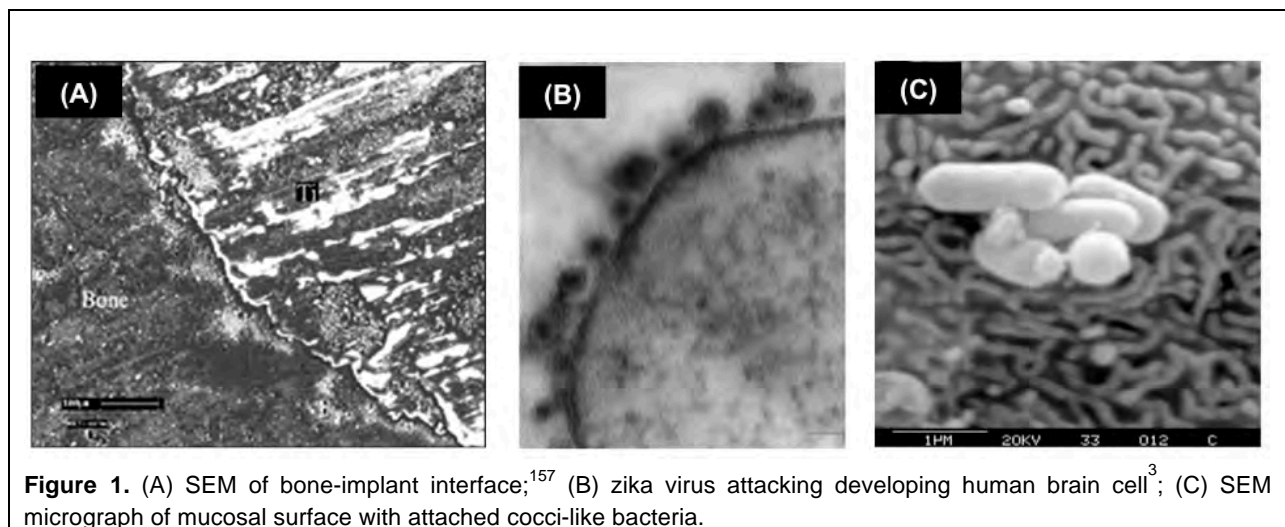 (A)
(B)
(C)
Ti
Bone
1µM 20KV 33 012 C
Figure 1. (A) SEM of bone-implant interface;157 (B) zika virus attacking developing human brain cell3; (C) SEM
micrograph of mucosal surface with attached cocci-like bacteria.